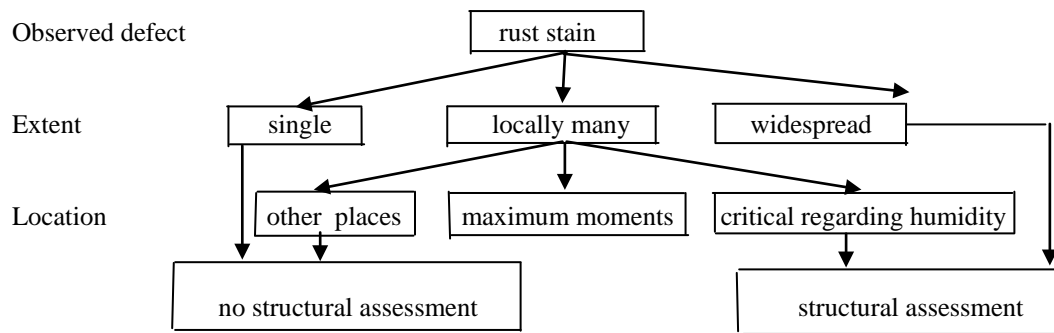 Observed defect rust stain
Extent single locally many widespread
Location other places maximum moments critical regarding humidity
no structural assessment structural assessment